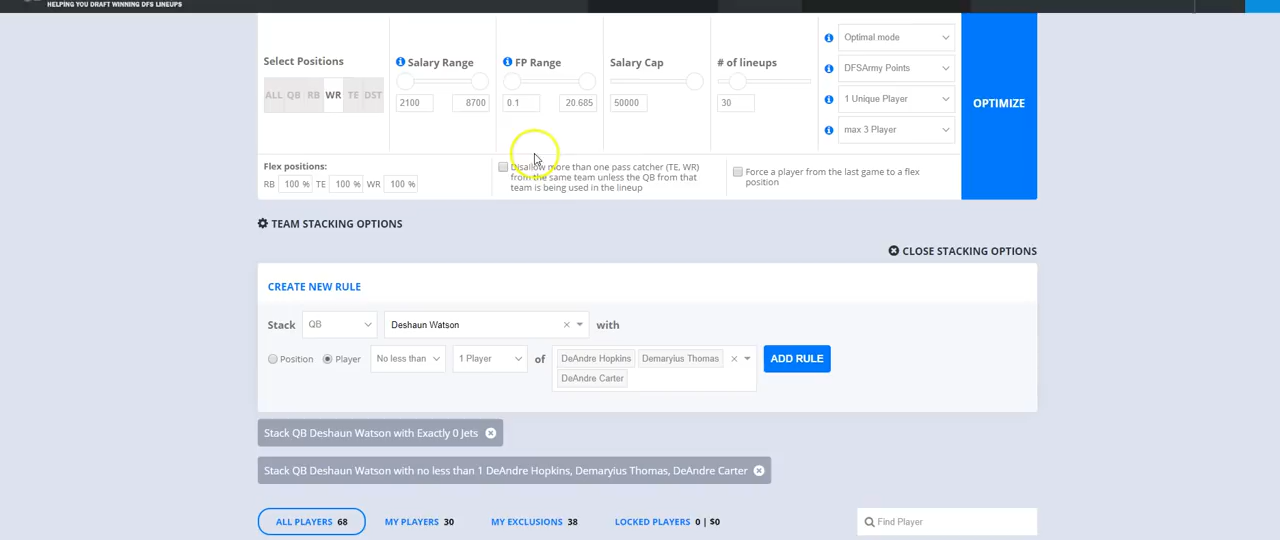 HELPING YOU DRAFT WINNING DFS LINEUPS
Select Positions
ALL QB RB WR TE DST
Salary Range
2100 8700
FP Range
0.1 20.685
Salary Cap
50000
# of lineups
30
Optimal mode
DFSArmy Points
1 Unique Player
max 3 Player
OPTIMIZE
Flex positions:
RB 100 % TE 100 % WR 100 %
Disallow more than one pass catcher (TE, WR)
from the same team unless the QB from that
team is being used in the lineup
Force a player from the last game to a flex
position
TEAM STACKING OPTIONS
CLOSE STACKING OPTIONS
CREATE NEW RULE
Stack QB Deshaun Watson with
Position Player No less than 1 Player of DeAndre Hopkins Demaryius Thomas
DeAndre Carter
ADD RULE
Stack QB Deshaun Watson with Exactly 0 Jets
Stack QB Deshaun Watson with no less than 1 DeAndre Hopkins, Demaryius Thomas, DeAndre Carter
ALL PLAYERS 68 MY PLAYERS 30 MY EXCLUSIONS 38 LOCKED PLAYERS 0 | $0 Find Player